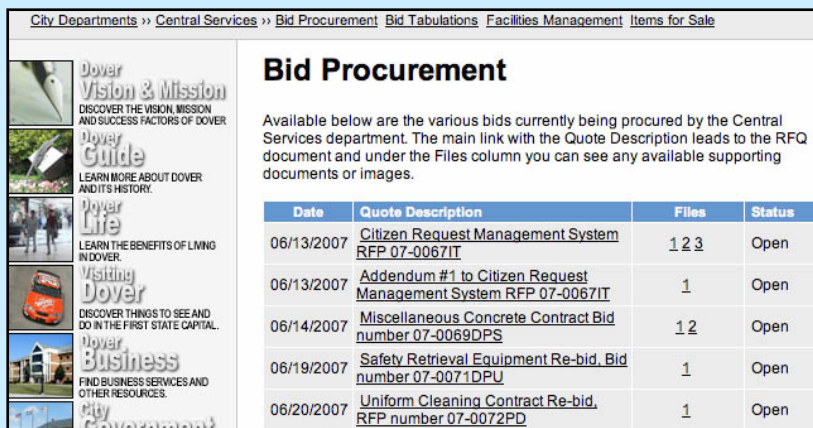 City Departments ›› Central Services ›› Bid Procurement Bid Tabulations Facilities Management Items for Sale
Dover
Vision & Mission
DISCOVER THE VISION, MISSION
AND SUCCESS FACTORS OF DOVER
Dover
Guide
LEARN MORE ABOUT DOVER
AND ITS HISTORY.
Dover
Life
LEARN THE BENEFITS OF LIVING
IN DOVER.
Visiting
Dover
DISCOVER THINGS TO SEE AND
DO IN THE FIRST STATE CAPITAL.
Dover
Business
FIND BUSINESS SERVICES AND
OTHER RESOURCES.
City
Government
Bid Procurement
Available below are the various bids currently being procured by the Central
Services department. The main link with the Quote Description leads to the RFQ
document and under the Files column you can see any available supporting
documents or images.
Date Quote Description Files Status
06/13/2007 Citizen Request Management System
RFP 07-0067IT 1 2 3 Open
06/13/2007 Addendum #1 to Citizen Request
Management System RFP 07-0067IT 1 Open
06/14/2007 Miscellaneous Concrete Contract Bid
number 07-0069DPS 1 2 Open
06/19/2007 Safety Retrieval Equipment Re-bid, Bid
number 07-0071DPU 1 Open
06/20/2007 Uniform Cleaning Contract Re-bid,
RFP number 07-0072PD 1 Open